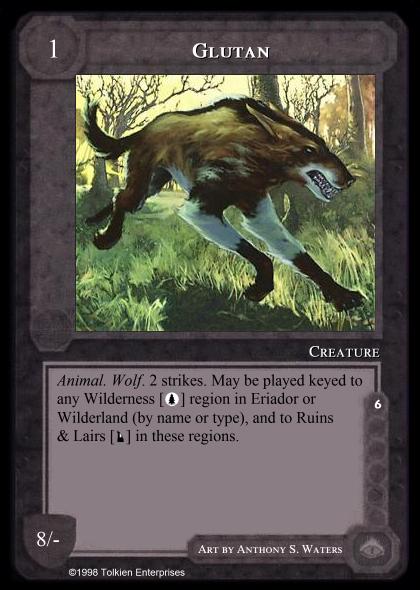 1
GLUTAN
CREATURE
Animal. Wolf. 2 strikes. May be played keyed to
any Wilderness [] region in Eriador or
Wilderland (by name or type), and to Ruins
& Lairs [] in these regions.
6
8/-
ART BY ANTHONY S. WATERS
©1998 Tolkien Enterprises